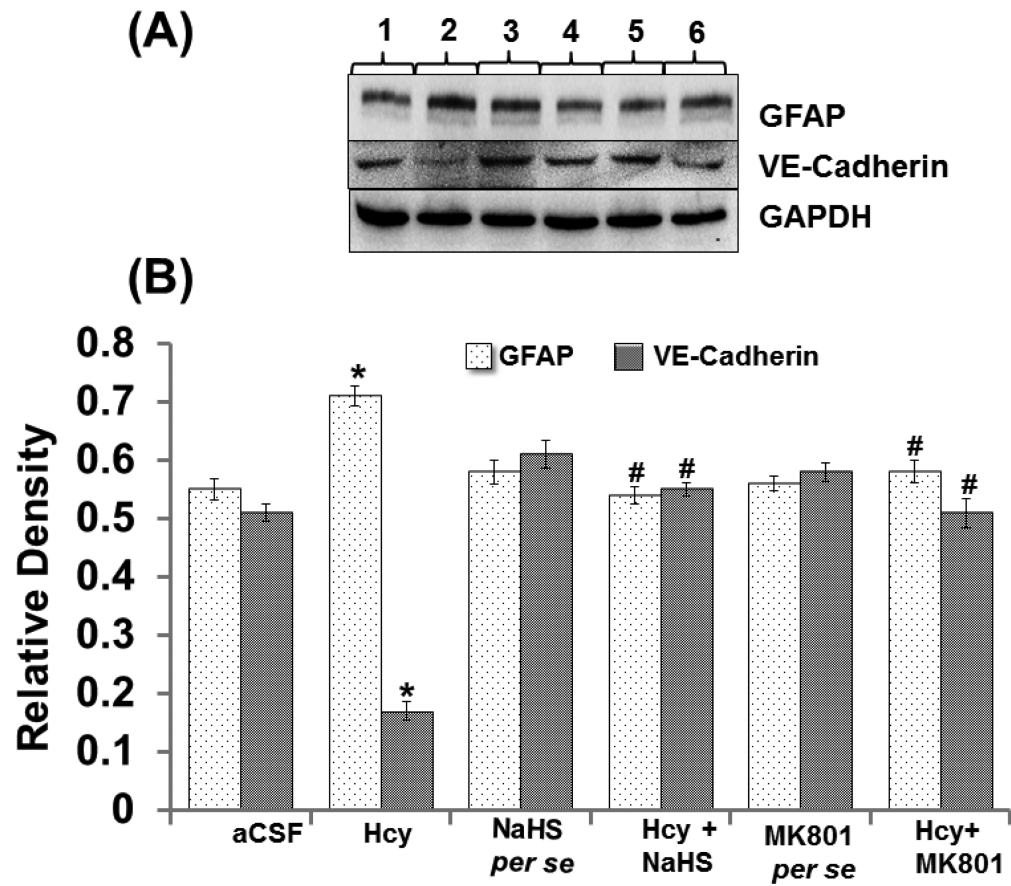 (A)
1 2 3 4 5 6
GFAP
VE-Cadherin
GAPDH
(B)
Relative Density
0.8
0.7
0.6
0.5
0.4
0.3
0.2
0.1
0
GFAP VE-Cadherin
*
*
# #
#
#
aCSF
Hcy
NaHS
per se
Hcy +
NaHS
MK801
per se
Hcy+
MK801